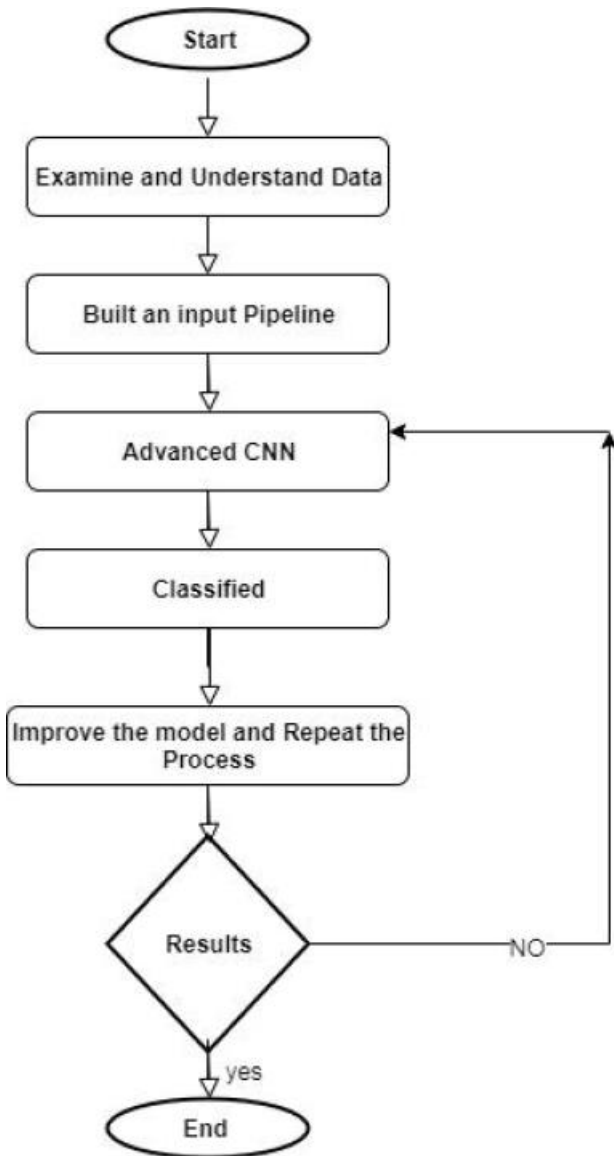 Start
Examine and Understand Data
Built an input Pipeline
Advanced CNN
Classified
Improve the model and Repeat the
Process
Results
NO
yes
End